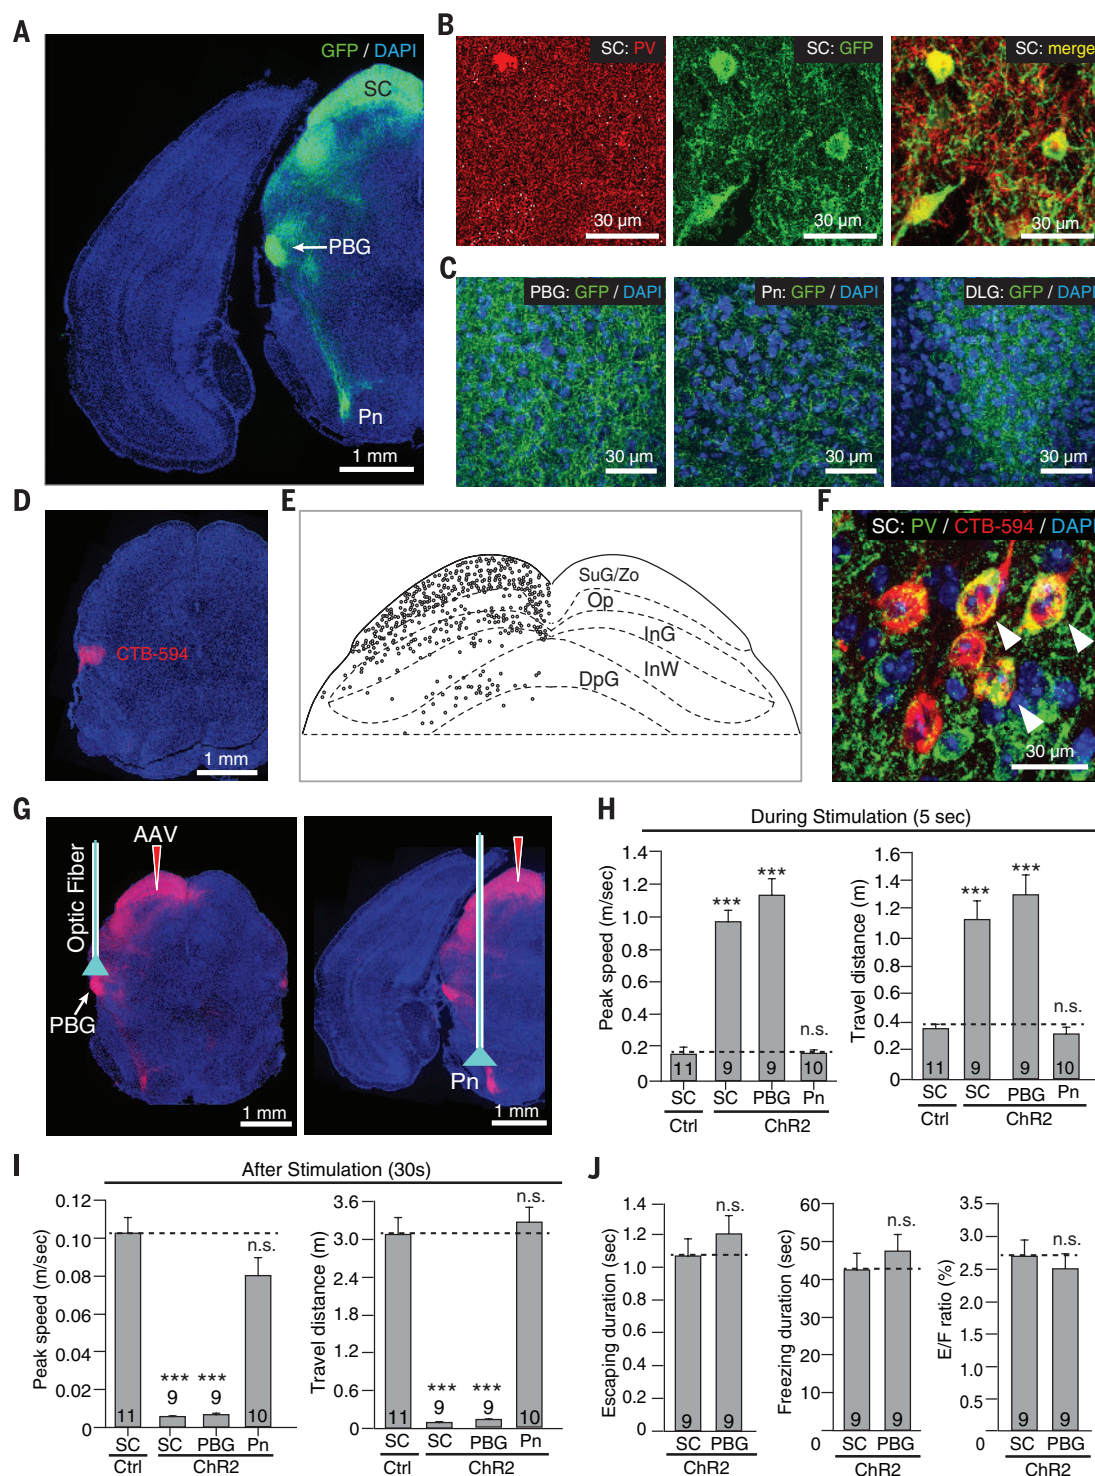 A
GFP / DAPI
SC
PBG
Pn
1 mm
B
SC: PV
30 µm
SC: GFP
30 µm
SC: merge
30 µm
C
PBG: GFP / DAPI
30 µm
Pn: GFP / DAPI
30 µm
DLG: GFP / DAPI
30 µm
D
CTB-594
1 mm
E
SuG/Zo
Op
InG
InW
DpG
F
SC: PV / CTB-594 / DAPI
30 µm
G
AAV
Optic Fiber
PBG
1 mm
Pn
1 mm
H
During Stimulation (5 sec)
Peak speed (m/sec)
1.4
1.2
1.0
0.8
0.6
0.4
0.2
0
***
***
n.s.
11
9
9
10
SC
SC
PBG
Pn
Ctrl
ChR2
Travel distance (m)
1.6
1.4
1.2
1.0
0.8
0.6
0.4
0.2
0
***
***
n.s.
11
9
9
10
SC
SC
PBG
Pn
Ctrl
ChR2
I
After Stimulation (30s)
Peak speed (m/sec)
0.12
0.10
0.08
0.06
0.04
0.02
0
n.s.
***
***
9
9
11
10
SC
SC
PBG
Pn
Ctrl
ChR2
Travel distance (m)
3.6
3.0
2.4
1.8
1.2
0.6
0
n.s.
***
***
9
9
11
10
SC
SC
PBG
Pn
Ctrl
ChR2
J
Escaping duration (sec)
1.4
1.2
1.0
0.8
0.6
0.4
0.2
0
n.s.
9
9
SC
PBG
ChR2
Freezing duration (sec)
60
50
40
30
20
10
0
n.s.
9
9
SC
PBG
ChR2
E/F ratio (%)
3.5
3.0
2.5
2.0
1.5
1.0
0.5
0
n.s.
9
9
SC
PBG
ChR2